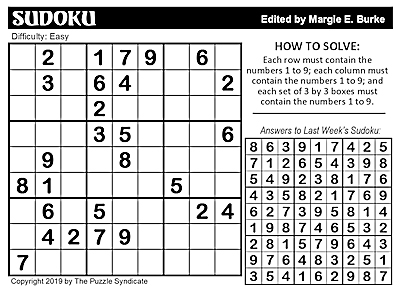 SUDOKU
Edited by Margie E. Burke
Difficulty: Easy
2 1 7 9 6
3 6 4 2
2
3 5 6
9 8
8 1 5
6 5 2 4
4 2 7 9
7
Copyright 2019 by The Puzzle Syndicate
HOW TO SOLVE:
Each row must contain the
numbers 1 to 9; each column must
contain the numbers 1 to 9; and
each set of 3 by 3 boxes must
contain the numbers 1 to 9.
Answers to Last Week's Sudoku:
8 6 3 9 1 7 4 2 5
7 1 2 6 5 4 3 9 8
5 4 9 2 3 8 1 7 6
4 3 5 8 2 1 7 6 9
6 2 7 3 9 5 8 1 4
1 9 8 7 4 6 5 3 2
2 8 1 5 7 9 6 4 3
9 7 6 4 8 3 2 5 1
3 5 4 1 6 2 9 8 7